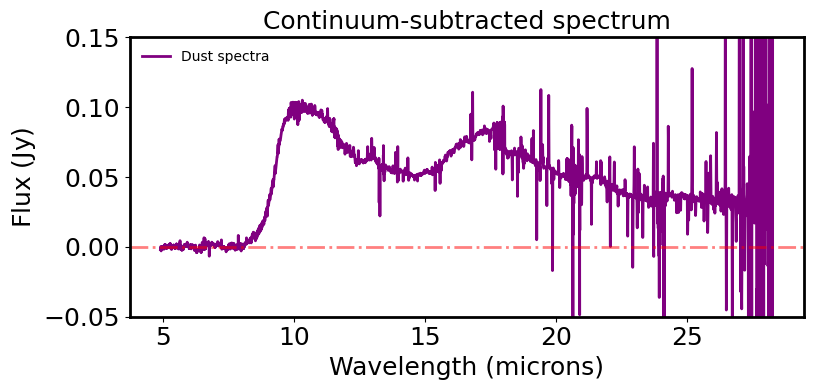 Continuum-subtracted spectrum
Dust spectra
Flux (Jy)
0.15
0.10
0.05
0.00
−0.05
5 10 15 20 25
Wavelength (microns)